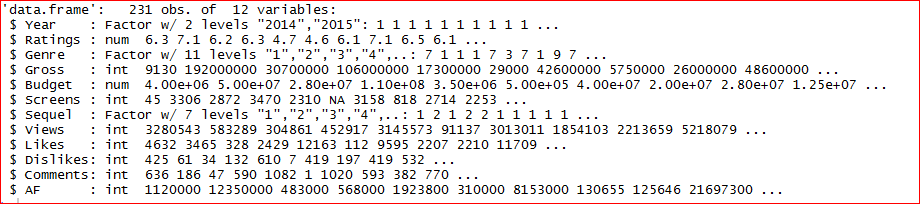 'data.frame':   231 obs. of  12 variables:
 $ Year    : Factor w/ 2 levels "2014","2015": 1 1 1 1 1 1 1 1 1 1 ...
 $ Ratings : num  6.3 7.1 6.2 6.3 4.7 4.6 6.1 7.1 6.5 6.1 ...
 $ Genre   : Factor w/ 11 levels "1","2","3","4",..: 7 1 1 1 7 3 7 1 9 7 ...
 $ Gross   : int  9130 192000000 30700000 106000000 17300000 29000 42600000 5750000 26000000 48600000 ...
 $ Budget  : num  4.00e+06 5.00e+07 2.80e+07 1.10e+08 3.50e+06 5.00e+05 4.00e+07 2.00e+07 2.80e+07 1.25e+07 ...
 $ Screens : int  45 3306 2872 3470 2310 NA 3158 818 2714 2253 ...
 $ Sequel  : Factor w/ 7 levels "1","2","3","4",..: 1 2 1 2 2 1 1 1 1 1 ...
 $ Views   : int  3280543 583289 304861 452917 3145573 91137 3013011 1854103 2213659 5218079 ...
 $ Likes   : int  4632 3465 328 2429 12163 112 9595 2207 2210 11709 ...
 $ Dislikes: int  425 61 34 132 610 7 419 197 419 532 ...
 $ Comments: int  636 186 47 590 1082 1 1020 593 382 770 ...
 $ AF      : int  1120000 12350000 483000 568000 1923800 310000 8153000 130655 125646 21697300 ...